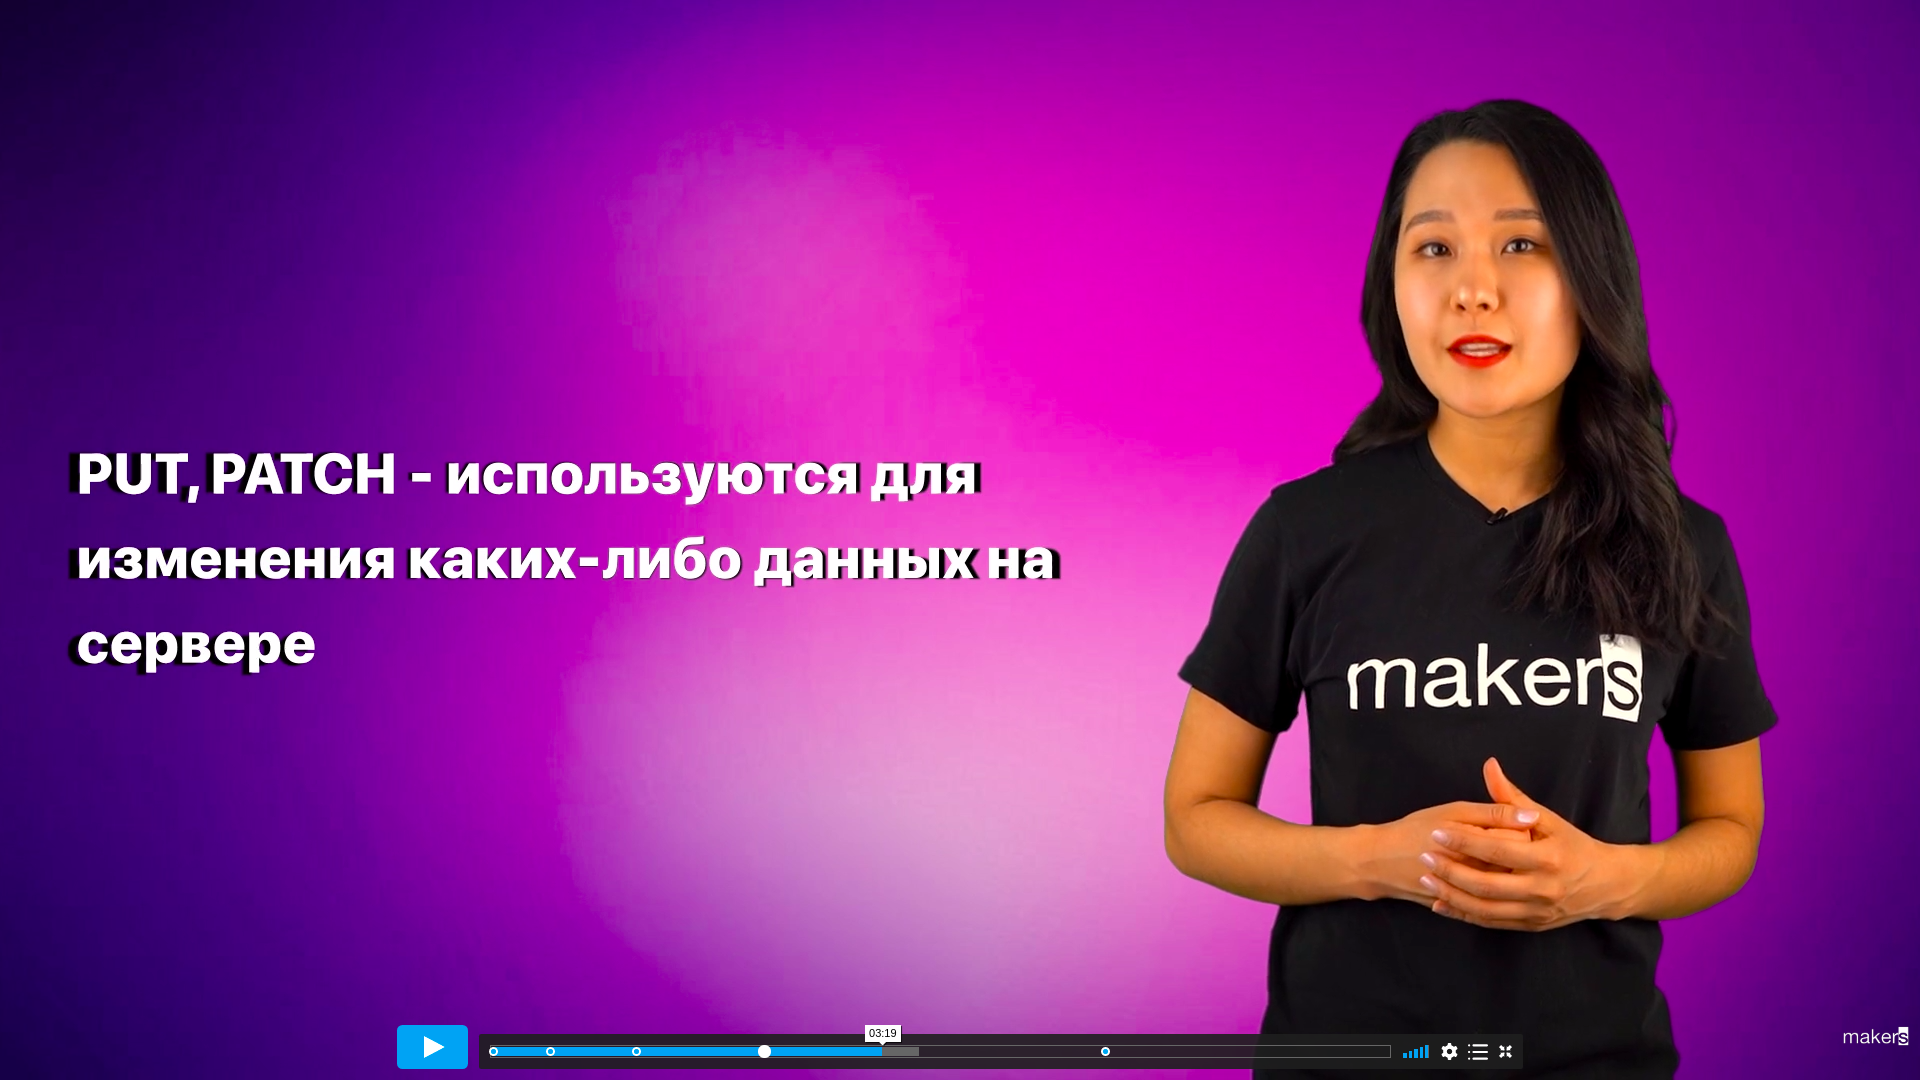 PUT, PATCH - используются для
изменения каких-либо данных на
сервере
makers
03:19
makers